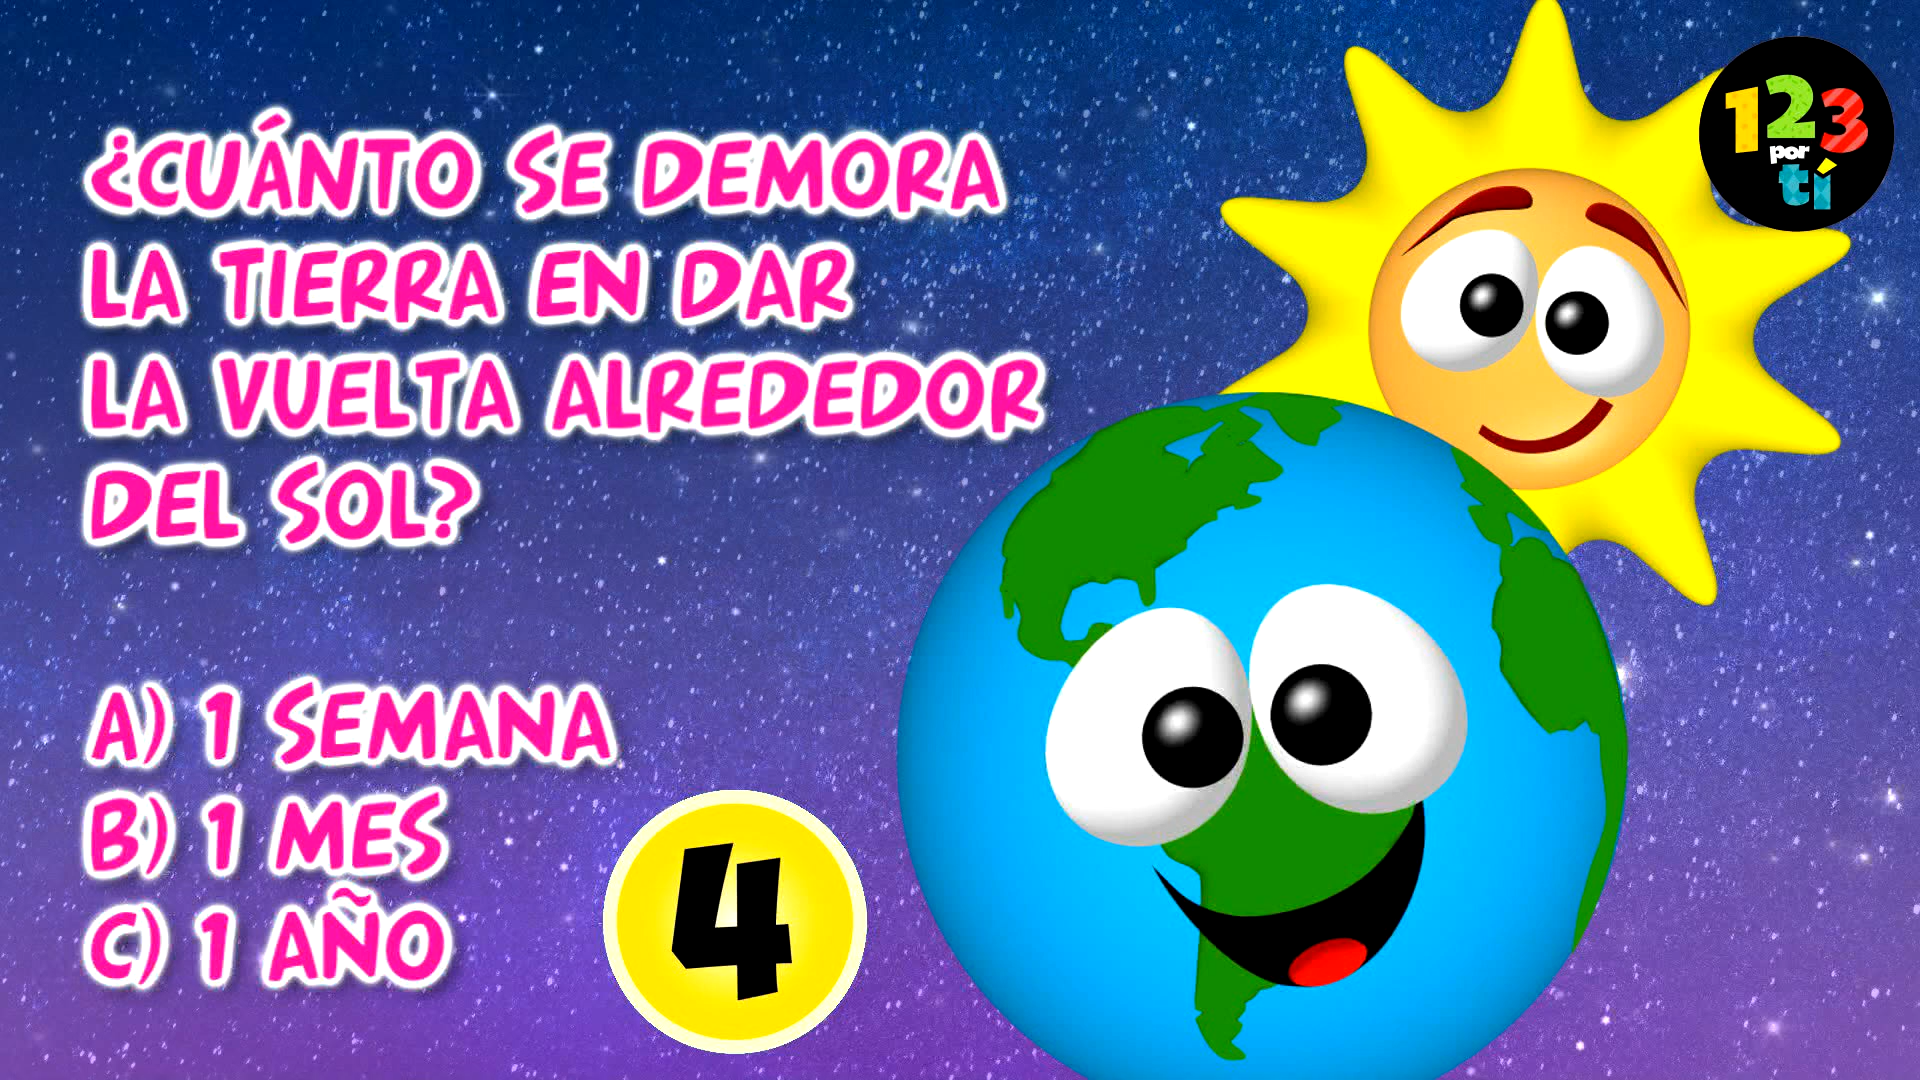 ¿CUÁNTO SE DEMORA
LA TIERRA EN DAR
LA VUELTA ALREDEDOR
DEL SOL?
A) 1 SEMANA
B) 1 MES
C) 1 AÑO
4
123
por
tí